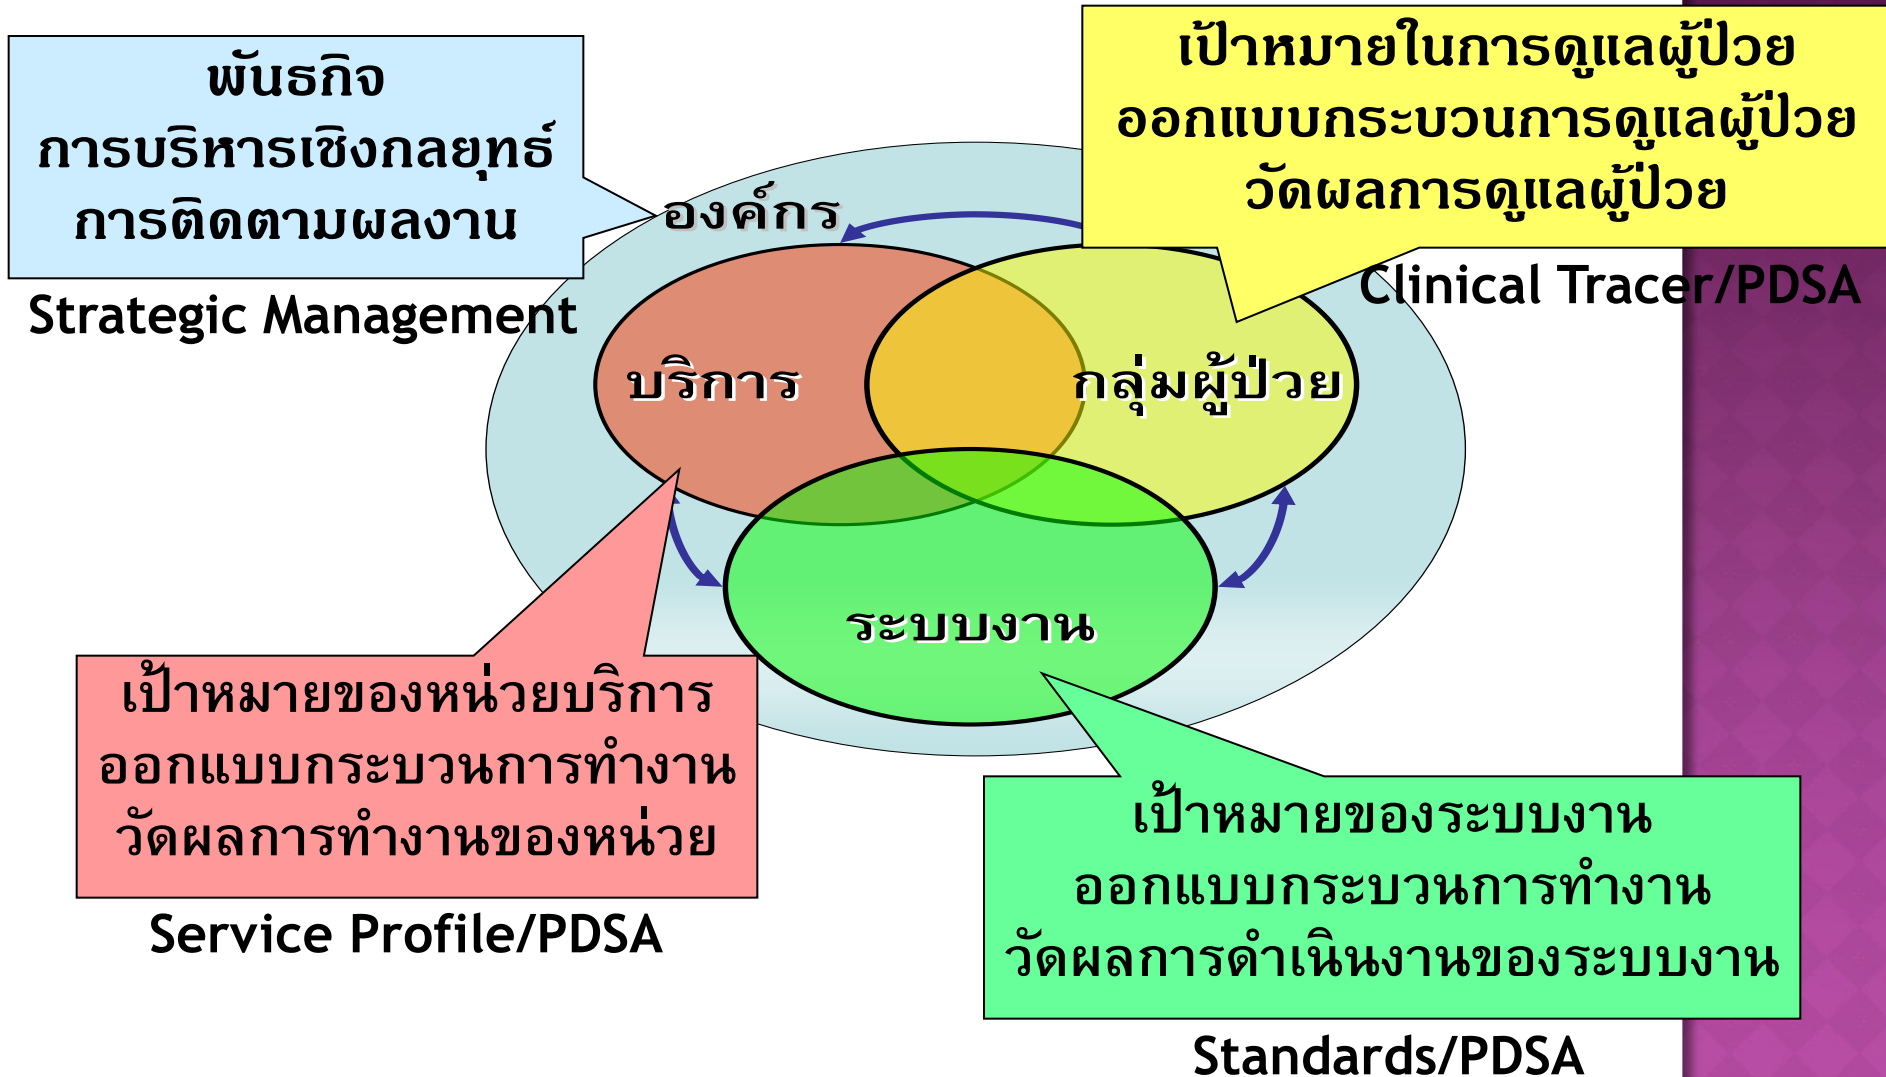 พันธกิจ
การบริหารเชิงกลยุทธ์
การติดตามผลงาน
Strategic Management
เป้าหมายในการดูแลผู้ป่วย
ออกแบบกระบวนการดูแลผู้ป่วย
วัดผลการดูแลผู้ป่วย
Clinical Tracer/PDSA
องค์กร
บริการ
กลุ่มผู้ป่วย
ระบบงาน
เป้าหมายของหน่วยบริการ
ออกแบบกระบวนการทำงาน
วัดผลการทำงานของหน่วย
Service Profile/PDSA
เป้าหมายของระบบงาน
ออกแบบกระบวนการทำงาน
วัดผลการดำเนินงานของระบบงาน
Standards/PDSA